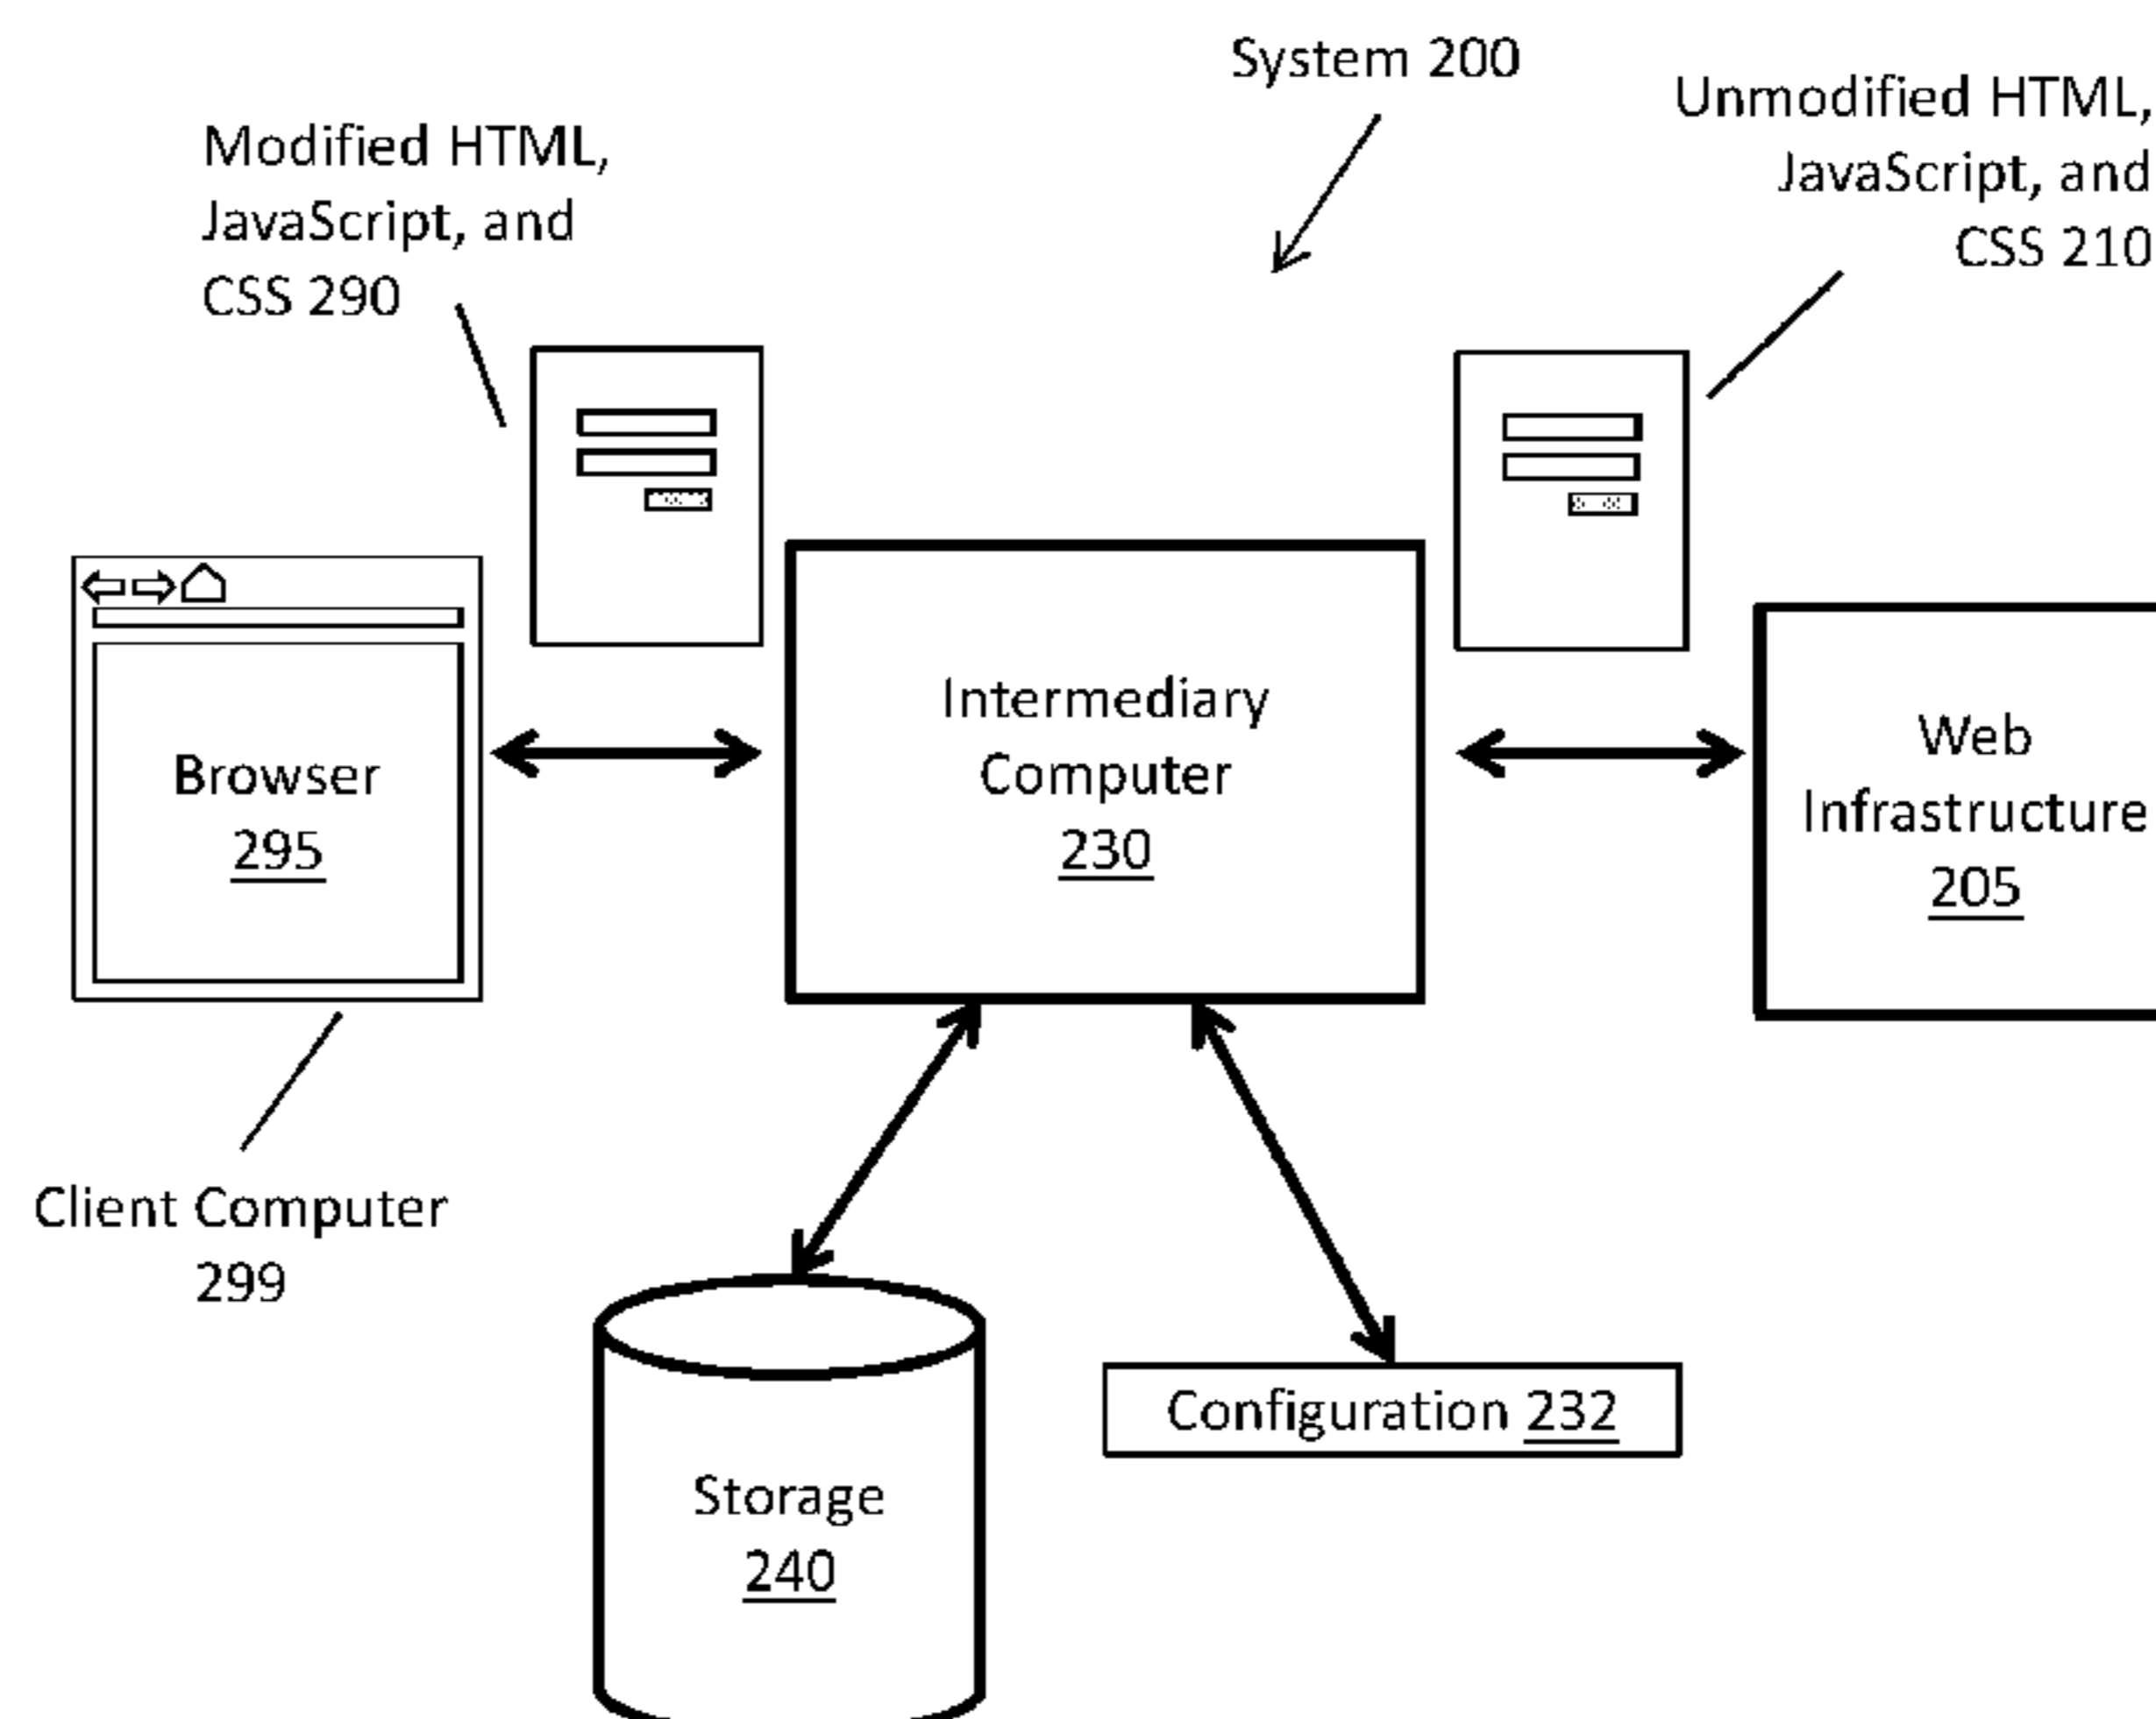 System 200
Modified HTML,
JavaScript, and
CSS 290
Unmodified HTML,
JavaScript, and
CSS 210
Browser
295
Intermediary
Computer
230
Web
Infrastructure
205
Client Computer
299
Storage
240
Configuration 232